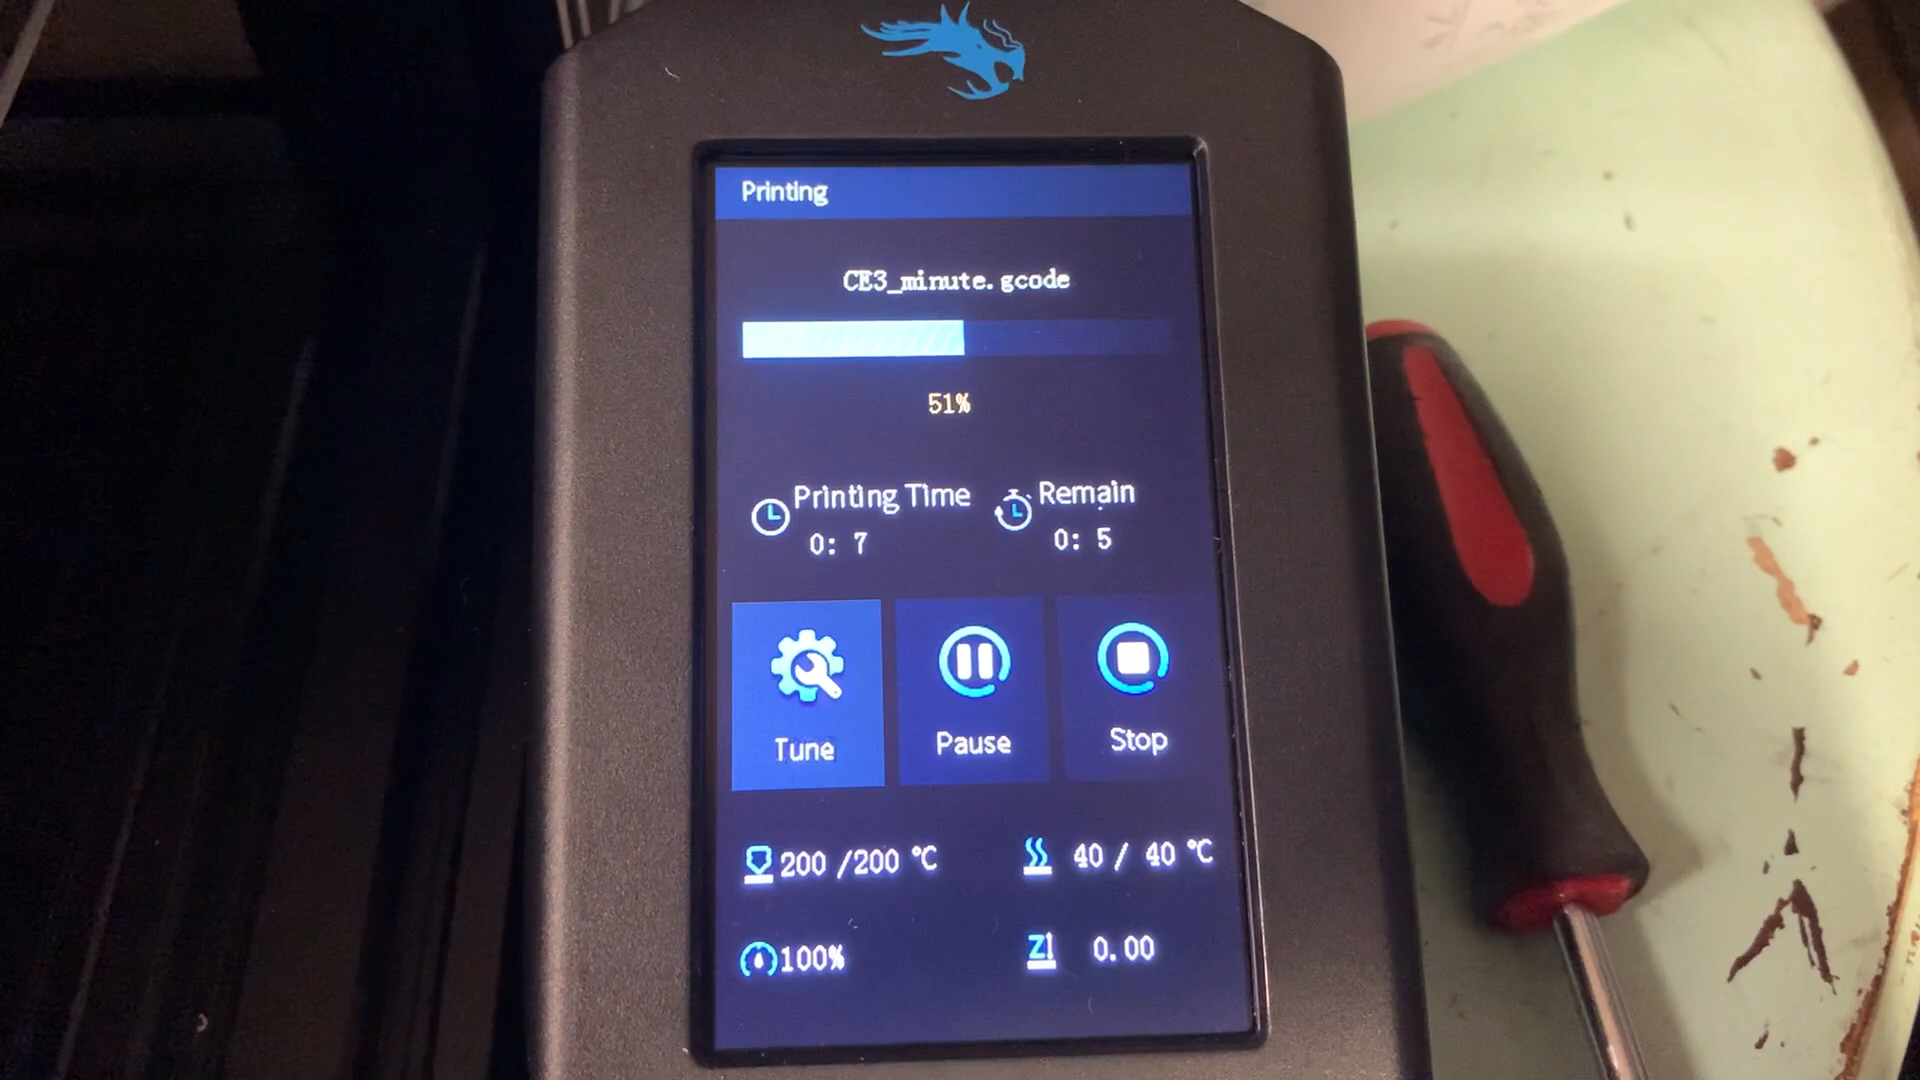 Printing
CE3_minute.gcode
51%
Printing Time
0: 7
Remain
0: 5
Tune
Pause
Stop
200 /200 ℃
40 / 40 ℃
100%
Z 0.00